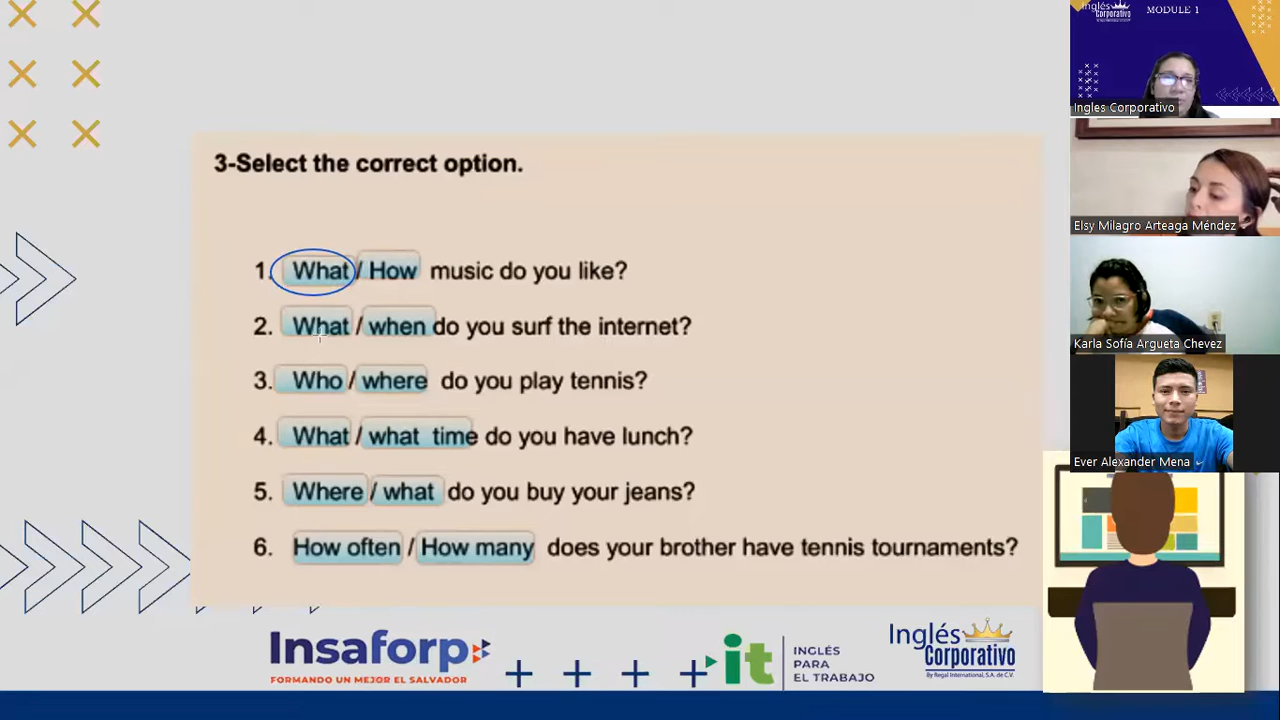 Inglés
Corporativo
MODULE 1
Ingles Corporativo
Elsy Milagro Arteaga Méndez
Karla Sofía Argueta Chevez
Ever Alexander Mena
3-Select the correct option.
1. What / How music do you like?
2. What / when do you surf the internet?
3. Who / where do you play tennis?
4. What / what time do you have lunch?
5. Where / what do you buy your jeans?
6. How often / How many does your brother have tennis tournaments?
Insaforp
FORMANDO UN MEJOR EL SALVADOR
it
INGLÉS
PARA
EL TRABAJO
Inglés
Corporativo
By Regal International, S.A. de C.V.